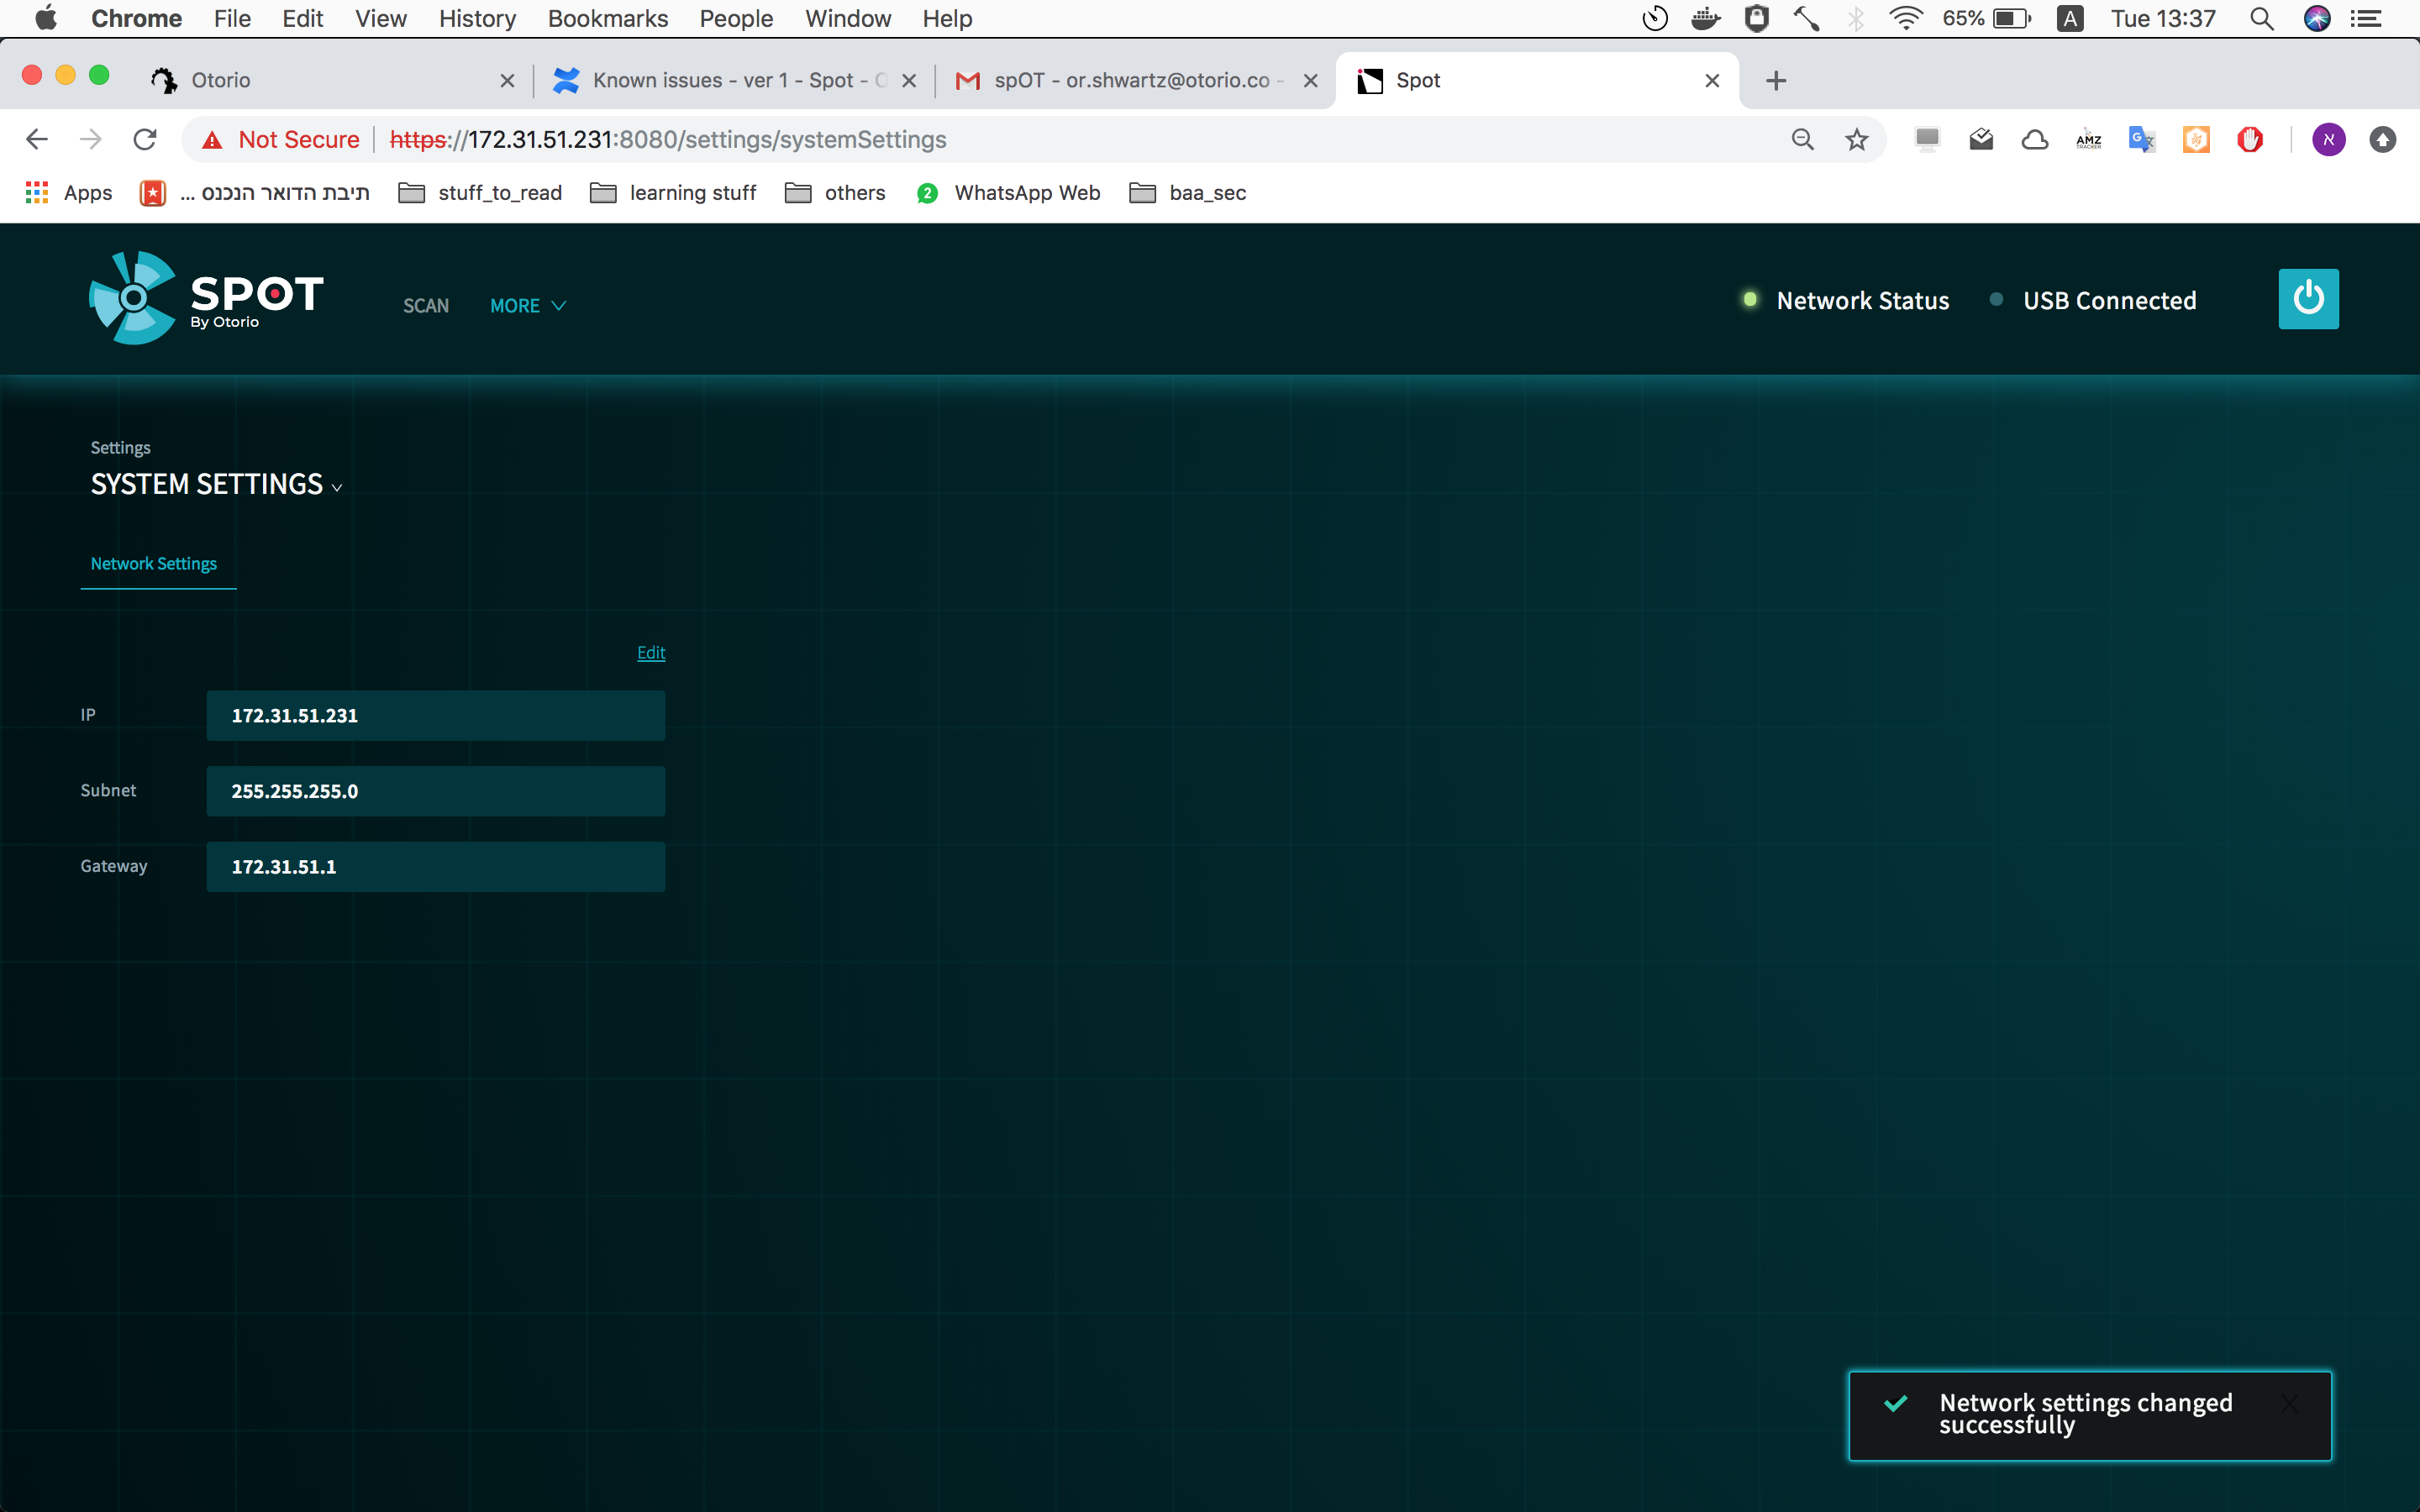 Chrome File Edit View History Bookmarks People Window Help 65% A Tue 13:37
Otorio Known issues - ver 1 - Spot - O spOT - or.shwartz@otorio.co - Spot
Not Secure https://172.31.51.231:8080/settings/systemSettings AMZ TRACKER G א
Apps תיבת הדואר הנכנס ... stuff_to_read learning stuff others 2 WhatsApp Web baa_sec
SPOT
By Otorio
SCAN MORE
Network Status USB Connected
Settings
SYSTEM SETTINGS
Network Settings
Edit
IP 172.31.51.231
Subnet 255.255.255.0
Gateway 172.31.51.1
Network settings changed
successfully